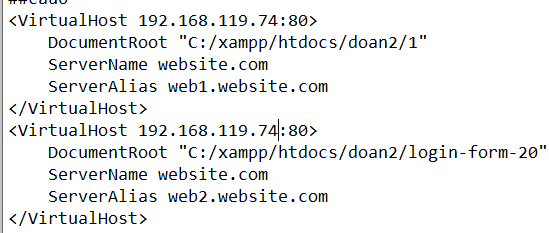 ##cau6
<VirtualHost 192.168.119.74:80>
DocumentRoot "C:/xampp/htdocs/doan2/1"
ServerName website.com
ServerAlias web1.website.com
</VirtualHost>
<VirtualHost 192.168.119.74:80>
DocumentRoot "C:/xampp/htdocs/doan2/login-form-20"
ServerName website.com
ServerAlias web2.website.com
</VirtualHost>